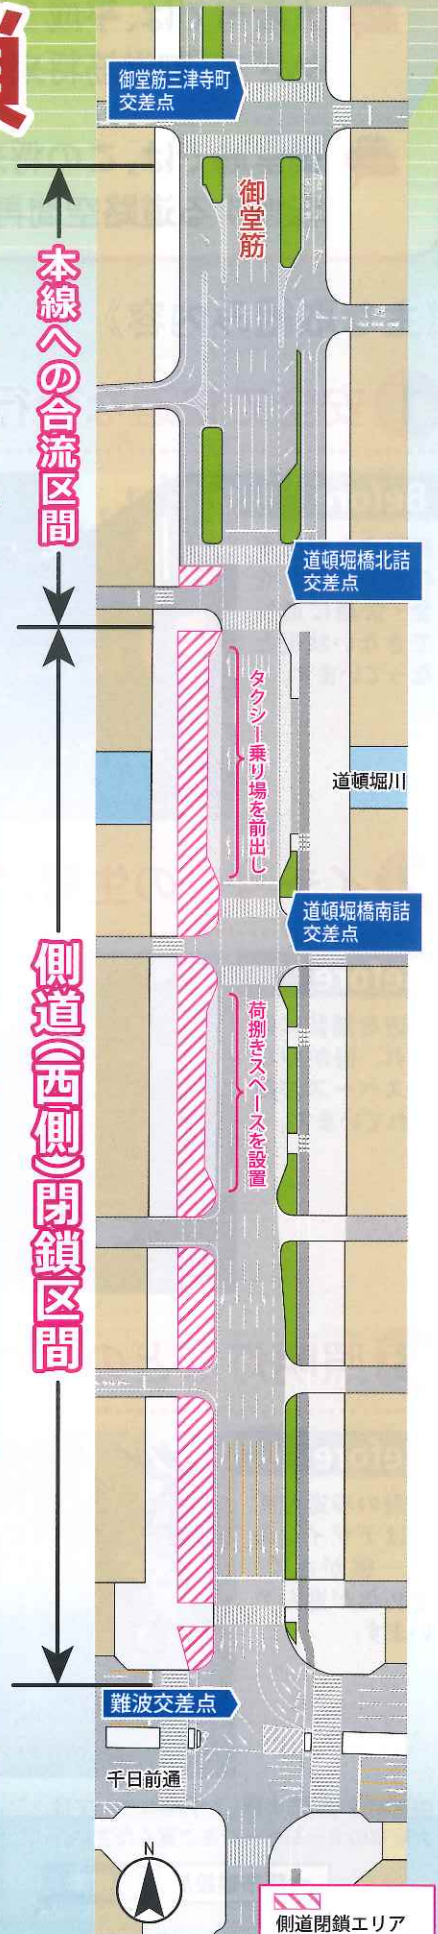 鎖
御堂筋三津寺町
交差点
御堂筋
本線への合流区間
道頓堀橋北詰
交差点
タクシー乗り場を前出し
道頓堀川
道頓堀橋南詰
交差点
側道(西側)閉鎖区間
荷捌きスペースを設置
難波交差点
千日前通
N
側道閉鎖エリア